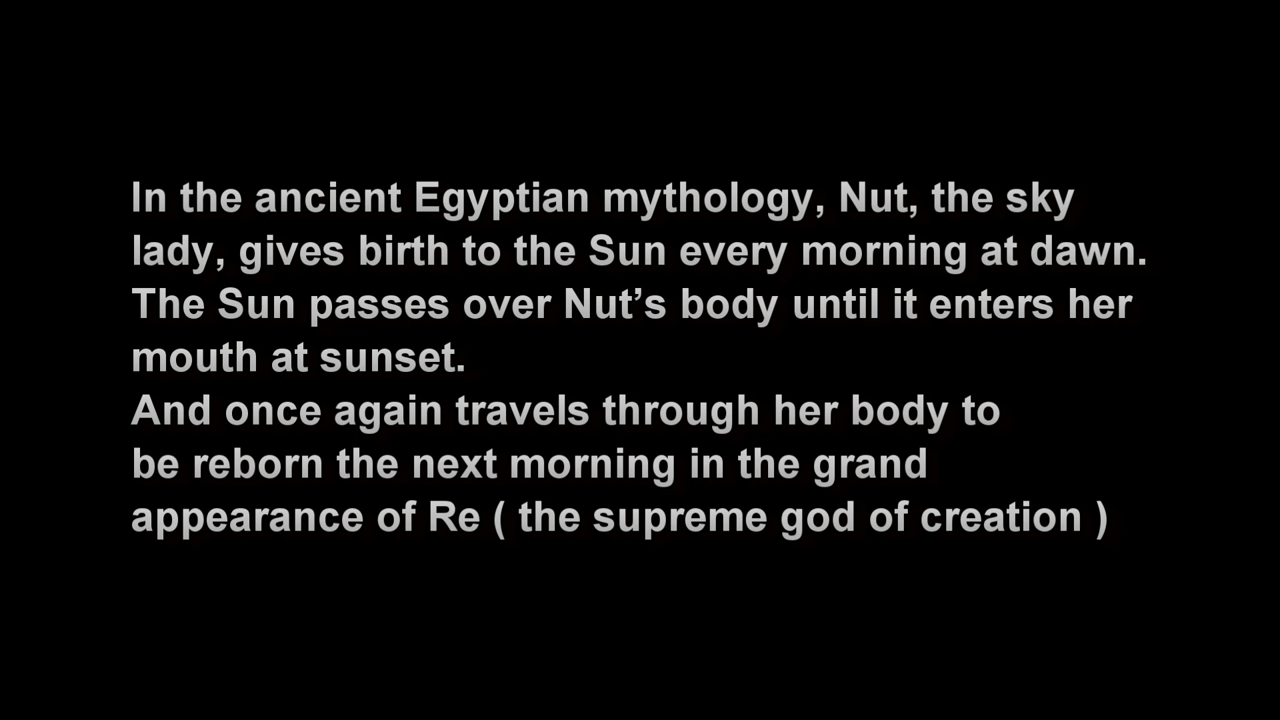 In the ancient Egyptian mythology, Nut, the sky
lady, gives birth to the Sun every morning at dawn.
The Sun passes over Nut’s body until it enters her
mouth at sunset.
And once again travels through her body to
be reborn the next morning in the grand
appearance of Re ( the supreme god of creation )